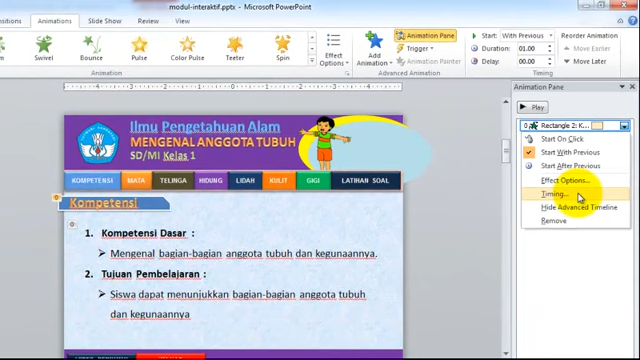 modul-interaktif.pptx - Microsoft PowerPoint
Animations
Slide Show
Review
View
Swivel
Bounce
Pulse
Color Pulse
Teeter
Spin
Effect Options
Add Animation
Animation Pane
Trigger
Animation Painter
Start: With Previous
Duration: 01.00
Delay: 00.00
Reorder Animation
Move Earlier
Move Later
Animation
Advanced Animation
Timing
Ilmu Pengetahuan Alam
MENGENAL ANGGOTA TUBUH
SD/MI Kelas 1
KOMPETENSI MATA TELINGA HIDUNG LIDAH KULIT GIGI LATIHAN SOAL
Kompetensi
1. Kompetensi Dasar :
Mengenal bagian-bagian anggota tubuh dan kegunaannya.
2. Tujuan Pembelajaran :
Siswa dapat menunjukkan bagian-bagian anggota tubuh
dan kegunaannya
Animation Pane
Play
0 Rectangle 2: K...
Start On Click
Start With Previous
Start After Previous
Effect Options...
Timing...
Hide Advanced Timeline
Remove